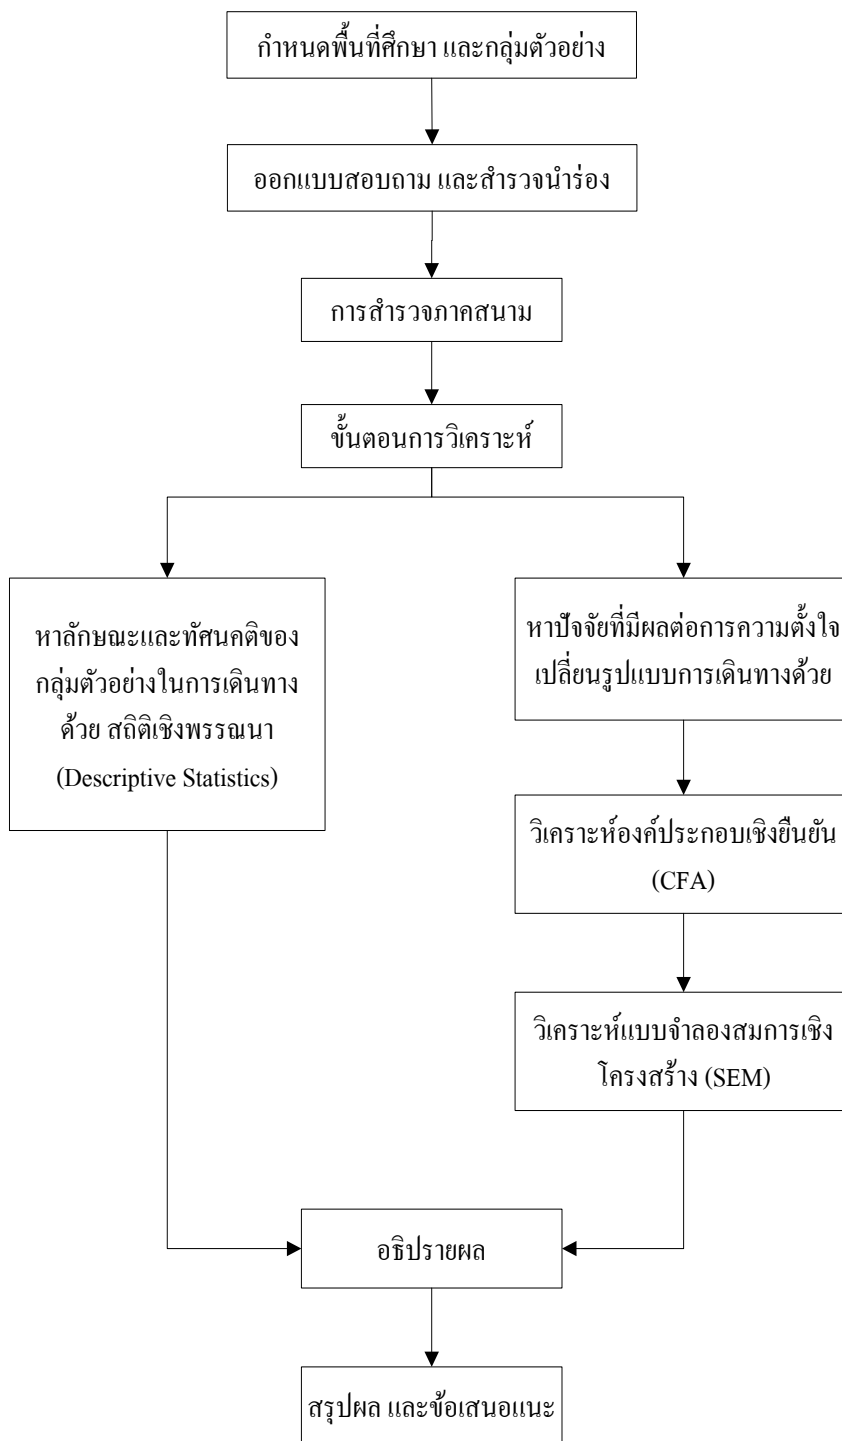 กำหนดพื้นที่ศึกษา และกลุ่มตัวอย่าง
ออกแบบสอบถาม และสำรวจนำร่อง
การสำรวจภาคสนาม
ขั้นตอนการวิเคราะห์
หาลักษณะและทัศนคติของ
กลุ่มตัวอย่างในการเดินทาง
ด้วย สถิติเชิงพรรณนา
(Descriptive Statistics)
หาปัจจัยที่มีผลต่อการความตั้งใจ
เปลี่ยนรูปแบบการเดินทางด้วย
วิเคราะห์องค์ประกอบเชิงยืนยัน
(CFA)
วิเคราะห์แบบจำลองสมการเชิง
โครงสร้าง (SEM)
อธิปรายผล
สรุปผล และข้อเสนอแนะ